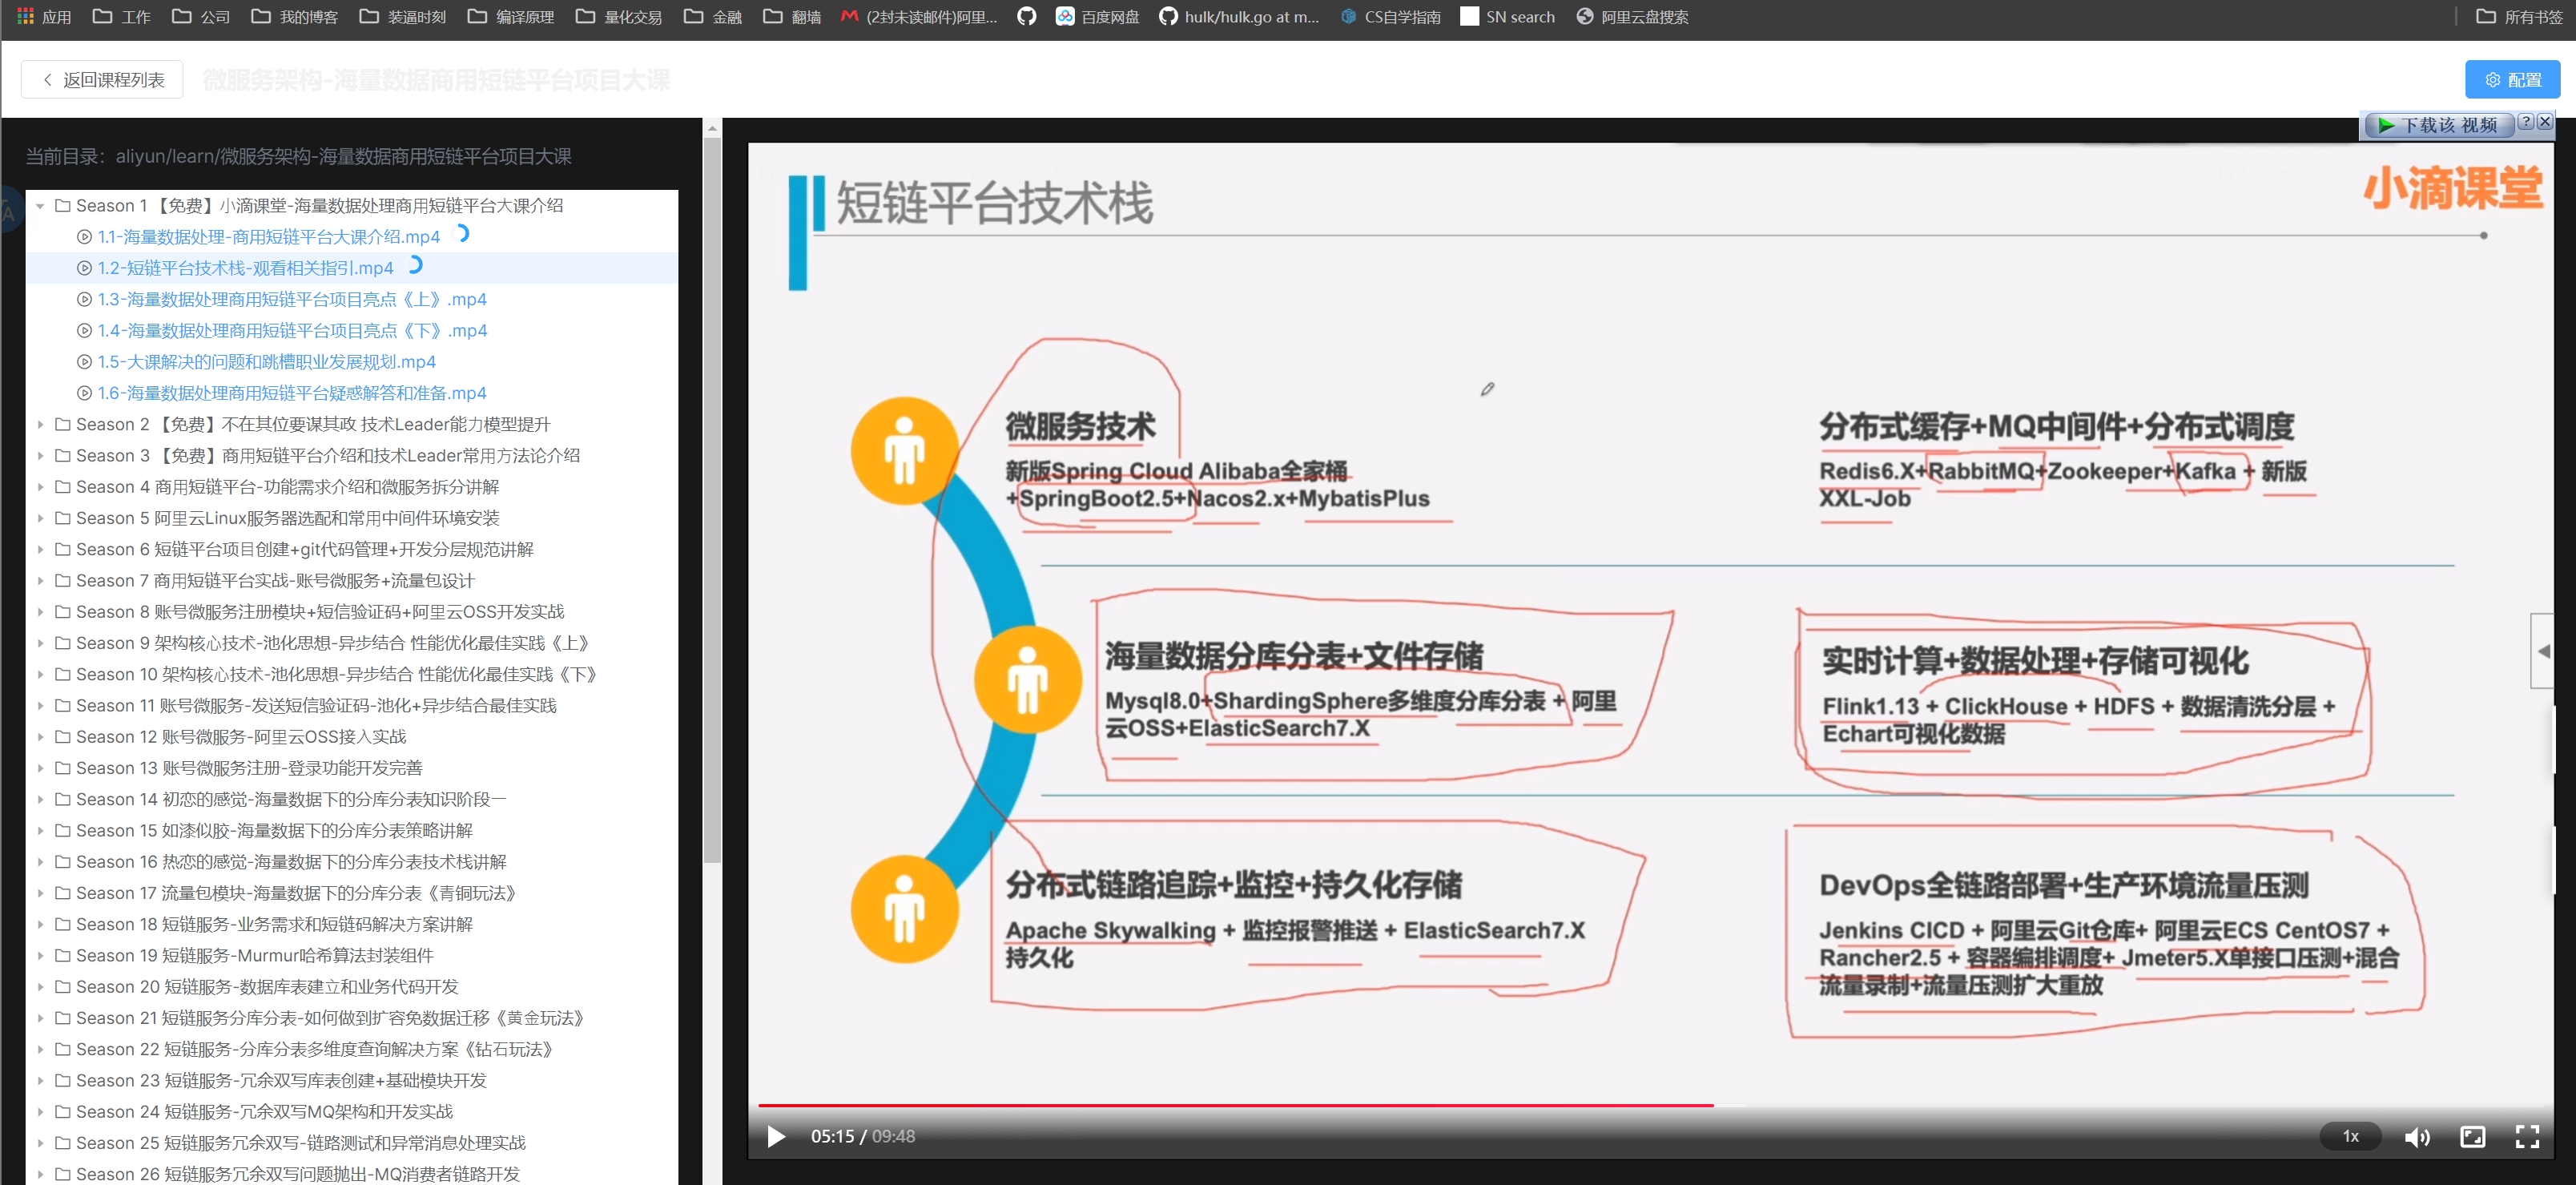 应用 工作 公司 我的博客 装逼时刻 编译原理 量化交易 金融 翻墙 (2封未读邮件)阿里... 百度网盘 hulk/hulk.go at m... CS自学指南 SN search 阿里云盘搜索 所有书签
返回课程列表 微服务架构-海量数据商用短链平台项目大课 配置
下载该 视频
当前目录：aliyun/learn/微服务架构-海量数据商用短链平台项目大课
Season 1 【免费】小滴课堂-海量数据处理商用短链平台大课介绍
1.1-海量数据处理-商用短链平台大课介绍.mp4
1.2-短链平台技术栈-观看相关指引.mp4
1.3-海量数据处理商用短链平台项目亮点《上》.mp4
1.4-海量数据处理商用短链平台项目亮点《下》.mp4
1.5-大课解决的问题和跳槽职业发展规划.mp4
1.6-海量数据处理商用短链平台疑惑解答和准备.mp4
Season 2 【免费】不在其位要谋其政 技术Leader能力模型提升
Season 3 【免费】商用短链平台介绍和技术Leader常用方法论介绍
Season 4 商用短链平台-功能需求介绍和微服务拆分讲解
Season 5 阿里云Linux服务器选配和常用中间件环境安装
Season 6 短链平台项目创建+git代码管理+开发分层规范讲解
Season 7 商用短链平台实战-账号微服务+流量包设计
Season 8 账号微服务注册模块+短信验证码+阿里云OSS开发实战
Season 9 架构核心技术-池化思想-异步结合 性能优化最佳实践《上》
Season 10 架构核心技术-池化思想-异步结合 性能优化最佳实践《下》
Season 11 账号微服务-发送短信验证码-池化+异步结合最佳实践
Season 12 账号微服务-阿里云OSS接入实战
Season 13 账号微服务注册-登录功能开发完善
Season 14 初恋的感觉-海量数据下的分库分表知识阶段一
Season 15 如漆似胶-海量数据下的分库分表策略讲解
Season 16 热恋的感觉-海量数据下的分库分表技术栈讲解
Season 17 流量包模块-海量数据下的分库分表《青铜玩法》
Season 18 短链服务-业务需求和短链码解决方案讲解
Season 19 短链服务-Murmur哈希算法封装组件
Season 20 短链服务-数据库表建立和业务代码开发
Season 21 短链服务分库分表-如何做到扩容免数据迁移《黄金玩法》
Season 22 短链服务-分库分表多维度查询解决方案《钻石玩法》
Season 23 短链服务-冗余双写库表创建+基础模块开发
Season 24 短链服务-冗余双写MQ架构和开发实战
Season 25 短链服务冗余双写-链路测试和异常消息处理实战
Season 26 短链服务冗余双写问题抛出-MQ消费者链路开发
短链平台技术栈
小滴课堂
微服务技术
新版Spring Cloud Alibaba全家桶
+SpringBoot2.5+Nacos2.x+MybatisPlus
分布式缓存+MQ中间件+分布式调度
Redis6.X+RabbitMQ+Zookeeper+Kafka + 新版
XXL-Job
海量数据分库分表+文件存储
Mysql8.0+ShardingSphere多维度分库分表 + 阿里
云OSS+ElasticSearch7.X
实时计算+数据处理+存储可视化
Flink1.13 + ClickHouse + HDFS + 数据清洗分层 +
Echart可视化数据
分布式链路追踪+监控+持久化存储
Apache Skywalking + 监控报警推送 + ElasticSearch7.X
持久化
DevOps全链路部署+生产环境流量压测
Jenkins CICD + 阿里云Git仓库+ 阿里云ECS CentOS7 +
Rancher2.5 + 容器编排调度+ Jmeter5.X单接口压测+混合
流量录制+流量压测扩大重放
05:15 / 09:48
1x